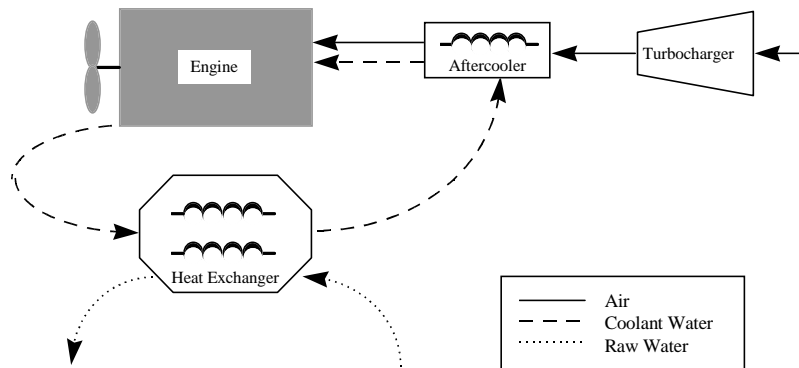 Engine
Aftercooler
Turbocharger
Heat Exchanger
Air
Coolant Water
Raw Water